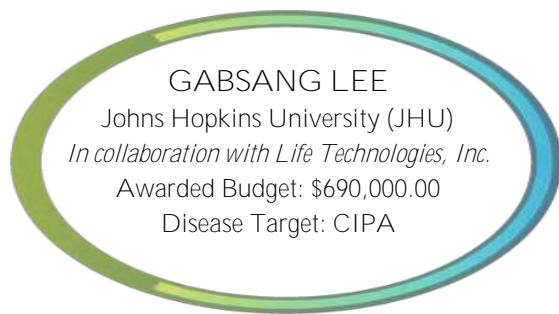 GABSANG LEE
Johns Hopkins University (JHU)
In collaboration with Life Technologies, Inc.
Awarded Budget: $690,000.00
Disease Target: CIPA